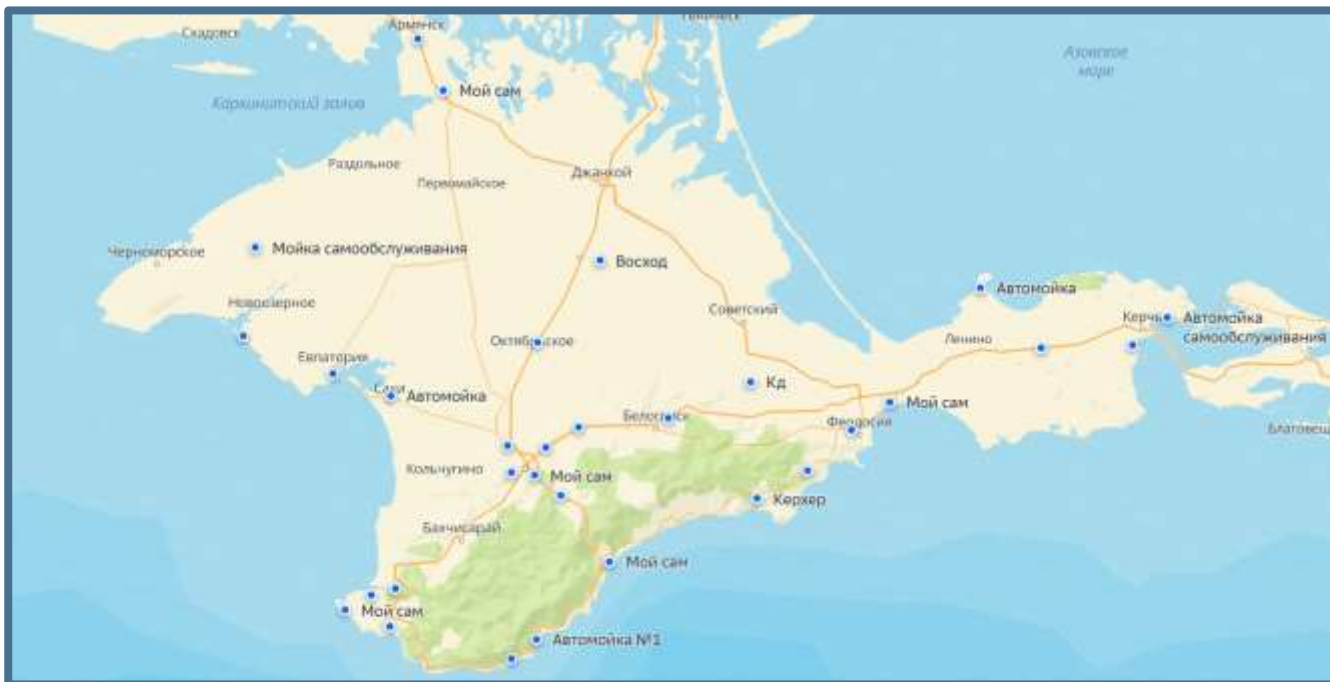 Армянск
Скадовск
Азовское
море
Мой сам
Каркинитский залив
Раздольное
Джанкой
Первомайское
Черноморское
Мойка самообслуживания
Восход
Новоозерное
Автомойка
Советский
Керчь
Автомойка
самообслуживания
Октябрьское
Ленино
Евпатория
Саки
Автомойка
Кд
Мой сам
Белогорск
Феодосия
Благовещ
Кольчугино
Мой сам
Керхер
Бахчисарай
Мой сам
Мой сам
Автомойка №1